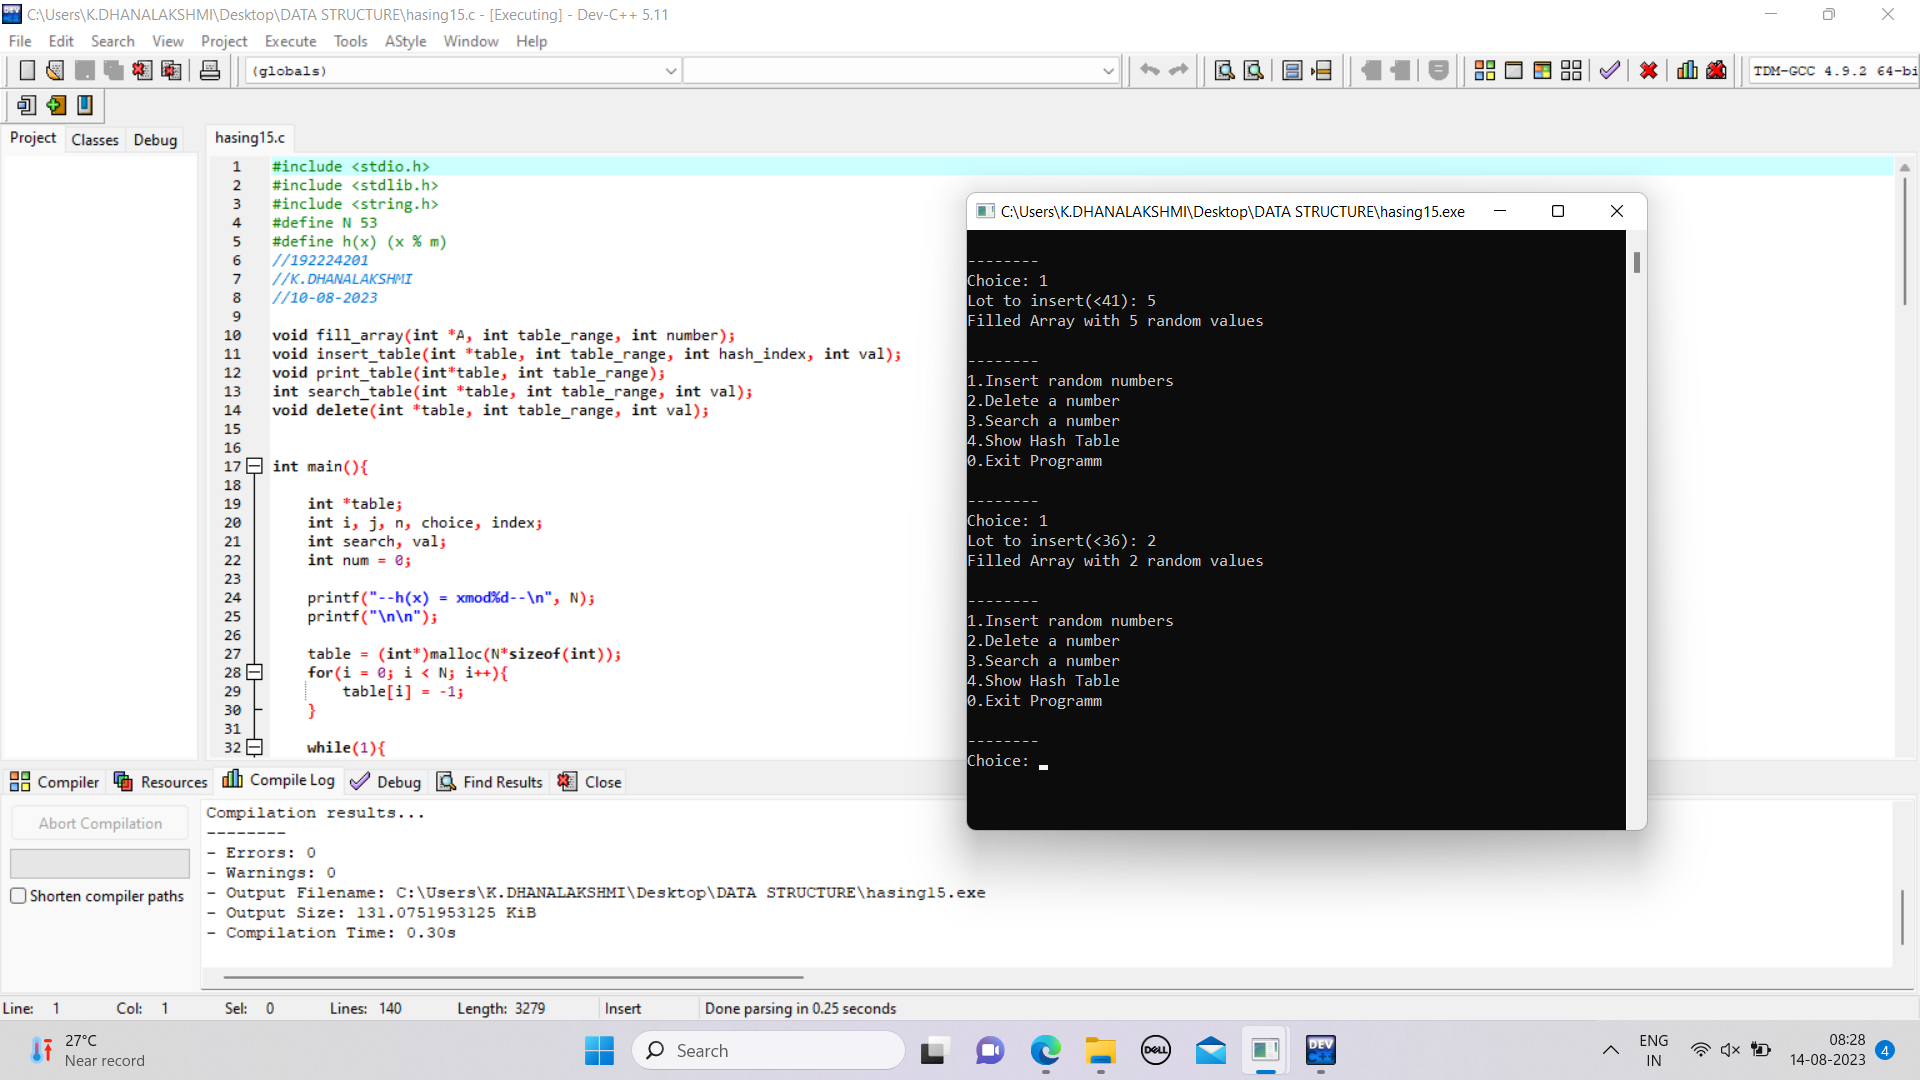 C:\Users\K.DHANALAKSHMI\Desktop\DATA STRUCTURE\hasing15.c - [Executing] - Dev-C++ 5.11
File Edit Search View Project Execute Tools AStyle Window Help
(globals)
TDM-GCC 4.9.2 64-bi
Project Classes Debug
hasing15.c
1 #include <stdio.h>
2 #include <stdlib.h>
3 #include <string.h>
4 #define N 53
5 #define h(x) (x % m)
6 //192224201
7 //K.DHANALAKSHMI
8 //10-08-2023
9
10 void fill_array(int *A, int table_range, int number);
11 void insert_table(int *table, int table_range, int hash_index, int val);
12 void print_table(int*table, int table_range);
13 int search_table(int *table, int table_range, int val);
14 void delete(int *table, int table_range, int val);
15
16
17 int main(){
18
19 int *table;
20 int i, j, n, choice, index;
21 int search, val;
22 int num = 0;
23
24 printf("--h(x) = xmod%d--\n", N);
25 printf("\n\n");
26
27 table = (int*)malloc(N*sizeof(int));
28 for(i = 0; i < N; i++){
29 table[i] = -1;
30 }
31
32 while(1){
C:\Users\K.DHANALAKSHMI\Desktop\DATA STRUCTURE\hasing15.exe
--------
Choice: 1
Lot to insert(<41): 5
Filled Array with 5 random values
--------
1.Insert random numbers
2.Delete a number
3.Search a number
4.Show Hash Table
0.Exit Programm
--------
Choice: 1
Lot to insert(<36): 2
Filled Array with 2 random values
--------
1.Insert random numbers
2.Delete a number
3.Search a number
4.Show Hash Table
0.Exit Programm
--------
Choice:
Compiler Resources Compile Log Debug Find Results Close
Abort Compilation
Shorten compiler paths
Compilation results...
--------
- Errors: 0
- Warnings: 0
- Output Filename: C:\Users\K.DHANALAKSHMI\Desktop\DATA STRUCTURE\hasing15.exe
- Output Size: 131.0751953125 KiB
- Compilation Time: 0.30s
Line: 1 Col: 1 Sel: 0 Lines: 140 Length: 3279 Insert Done parsing in 0.25 seconds
27°C
Near record
Search
DELL
DEV
ENG
IN
08:28
14-08-2023
4